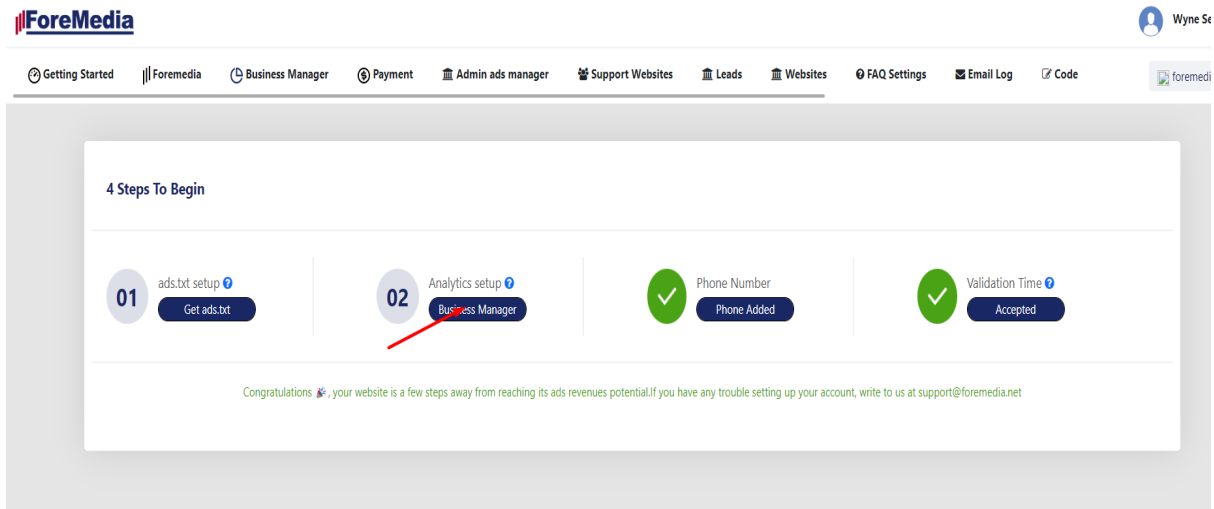 ForeMedia
Wyne Se
Getting Started
Foremedia
Business Manager
Payment
Admin ads manager
Support Websites
Leads
Websites
FAQ Settings
Email Log
Code
foremedi
4 Steps To Begin
01
ads.txt setup
Get ads.txt
02
Analytics setup
Business Manager
Phone Number
Phone Added
Validation Time
Accepted
Congratulations 🎉, your website is a few steps away from reaching its ads revenues potential.If you have any trouble setting up your account, write to us at support@foremedia.net